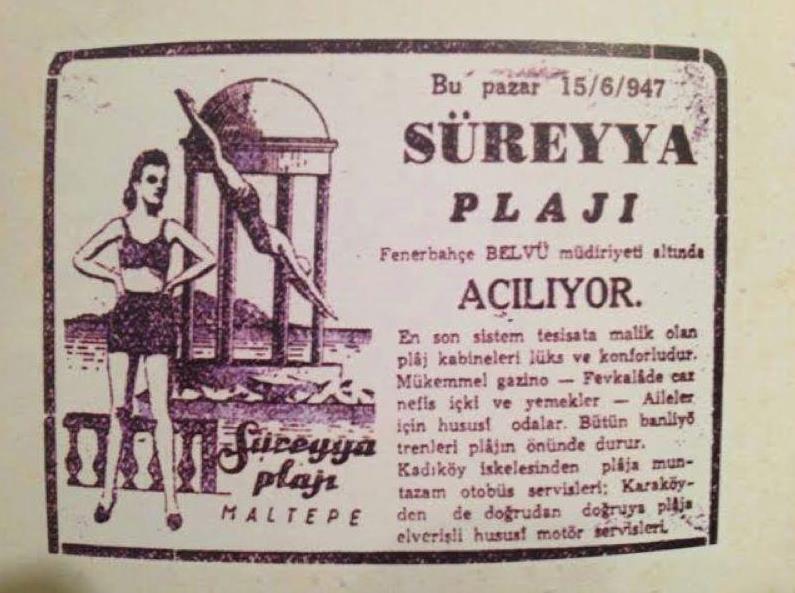 Bu pazar 15/6/947
SÜREYYA
PLAJI
Fenerbahçe BELVÜ müdiriyeti altında
AÇILIYOR.
En son sistem tesisata malik olan
plâj kabineleri lüks ve konforludur.
Mükemmel gazino — Fevkalâde caz
nefis içki ve yemekler — Aileler
için hususî odalar. Bütün banliyö
trenleri plâjın önünde durur.
Kadıköy iskelesinden plâja mun-
tazam otobüs servisleri; Karaköy-
den de doğrudan doğruya plâja
elverişli hususî motör servisleri.
Süreyya
plajı
MALTEPE